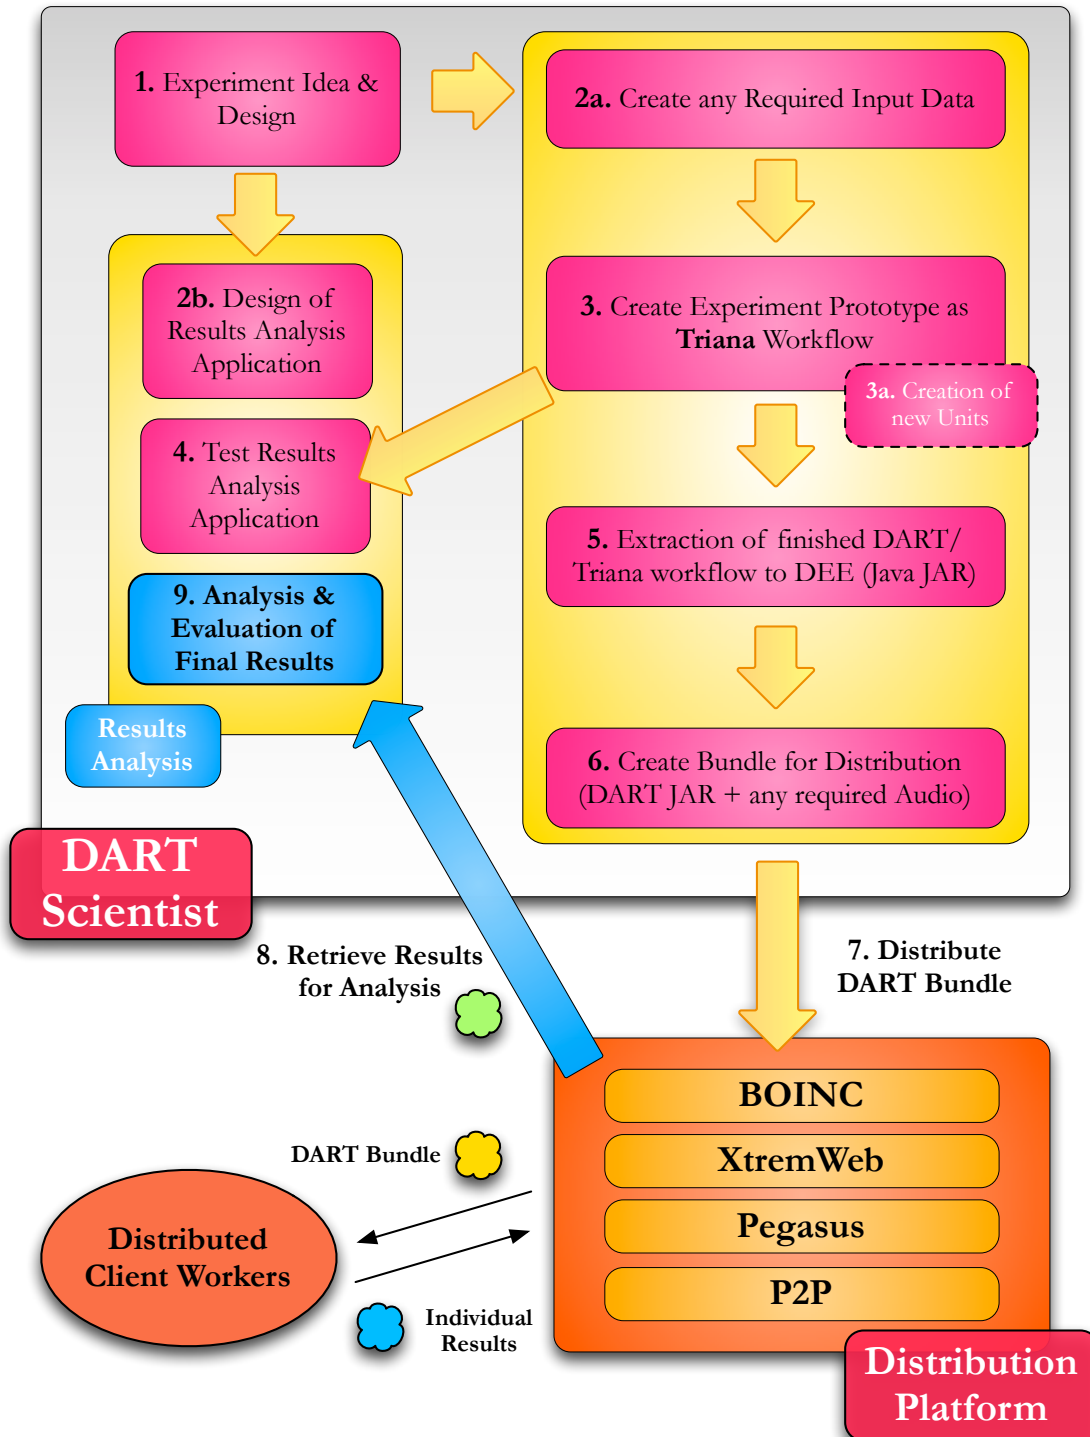 1. Experiment Idea &
Design
2a. Create any Required Input Data
2b. Design of
Results Analysis
Application
3. Create Experiment Prototype as
Triana Workflow
3a. Creation of
new Units
4. Test Results
Analysis
Application
5. Extraction of finished DART/
Triana workflow to DEE (Java JAR)
9. Analysis &
Evaluation of
Final Results
Results
Analysis
6. Create Bundle for Distribution
(DART JAR + any required Audio)
DART
Scientist
8. Retrieve Results
for Analysis
7. Distribute
DART Bundle
BOINC
XtremWeb
Pegasus
P2P
DART Bundle
Distributed
Client Workers
Individual
Results
Distribution
Platform